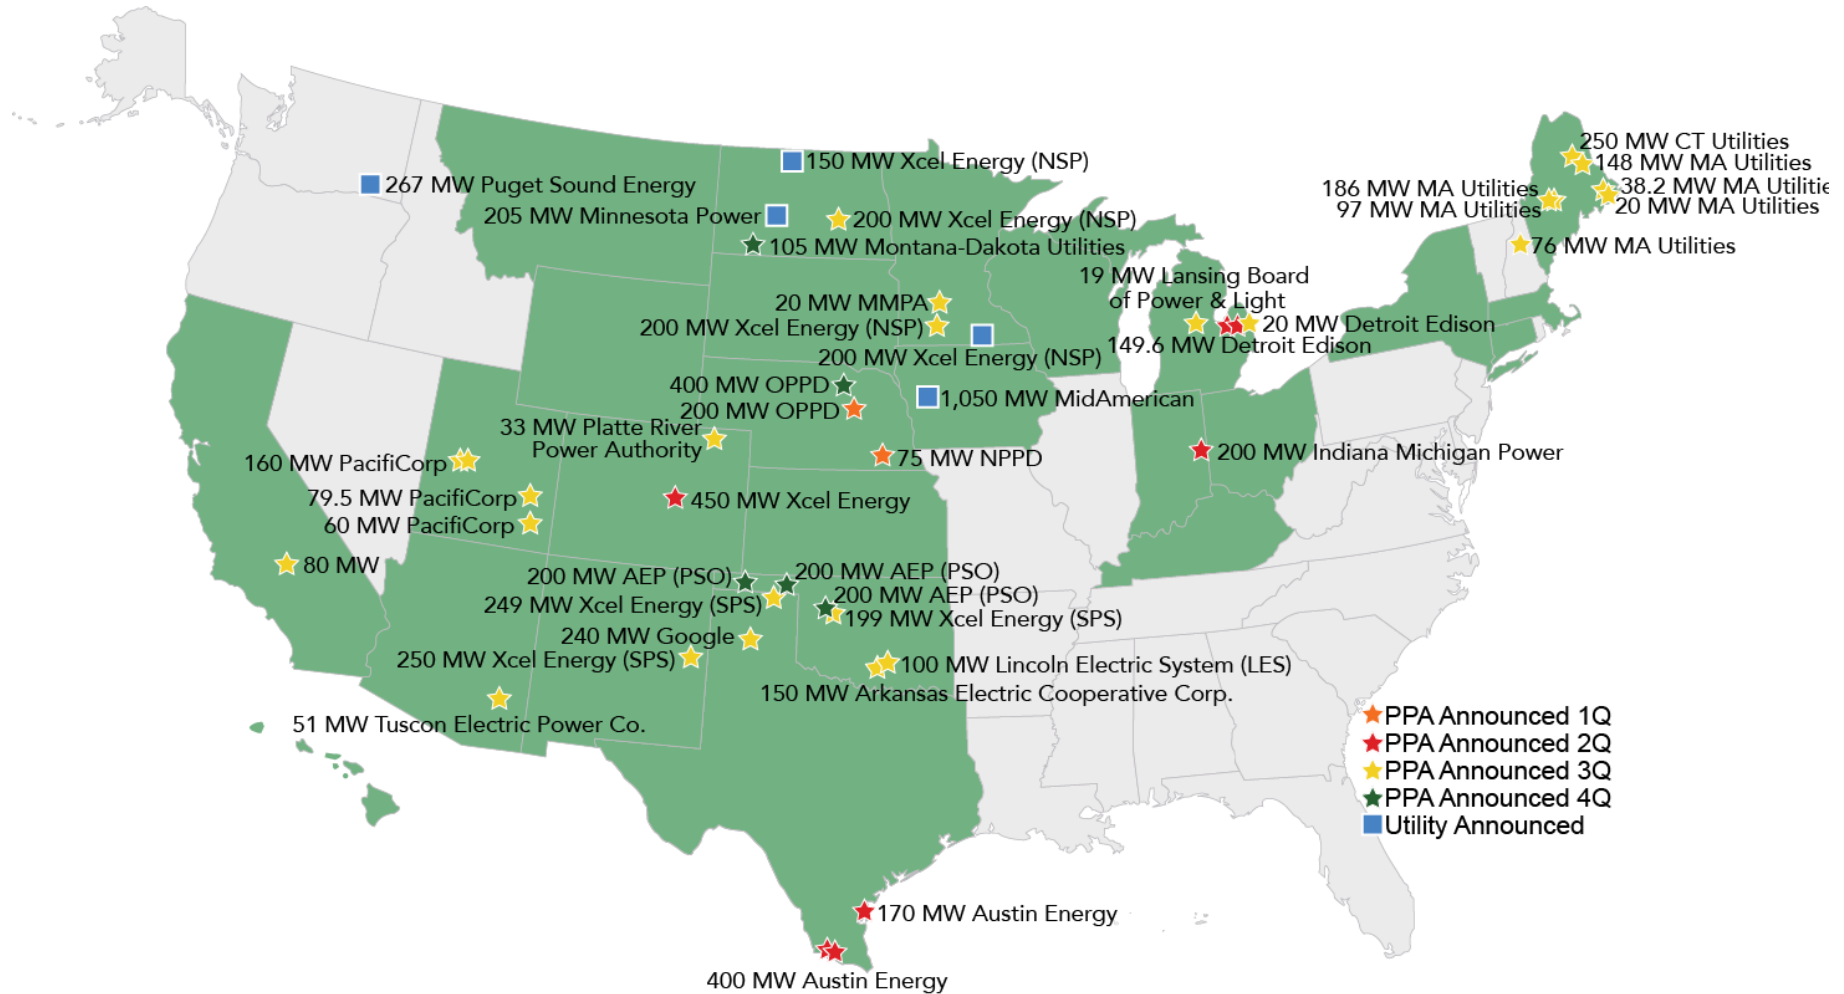 250 MW CT Utilities
150 MW Xcel Energy (NSP)
148 MW MA Utilities
267 MW Puget Sound Energy
186 MW MA Utilities
38.2 MW MA Utilitie
97 MW MA Utilities
20 MW MA Utilities
205 MW Minnesota Power
200 MW Xcel Energy (NSP)
105 MW Montana-Dakota Utilities
76 MW MA Utilities
19 MW Lansing Board
of Power & Light
20 MW MMPA
200 MW Xcel Energy (NSP)
20 MW Detroit Edison
149.6 MW Detroit Edison
200 MW Xcel Energy (NSP)
400 MW OPPD
1,050 MW MidAmerican
200 MW OPPD
33 MW Platte River
Power Authority
75 MW NPPD
200 MW Indiana Michigan Power
160 MW PacifiCorp
79.5 MW PacifiCorp
450 MW Xcel Energy
60 MW PacifiCorp
80 MW
200 MW AEP (PSO)
200 MW AEP (PSO)
249 MW Xcel Energy (SPS)
200 MW AEP (PSO)
199 MW Xcel Energy (SPS)
240 MW Google
250 MW Xcel Energy (SPS)
100 MW Lincoln Electric System (LES)
150 MW Arkansas Electric Cooperative Corp.
51 MW Tuscon Electric Power Co.
PPA Announced 1Q
PPA Announced 2Q
PPA Announced 3Q
PPA Announced 4Q
Utility Announced
170 MW Austin Energy
400 MW Austin Energy